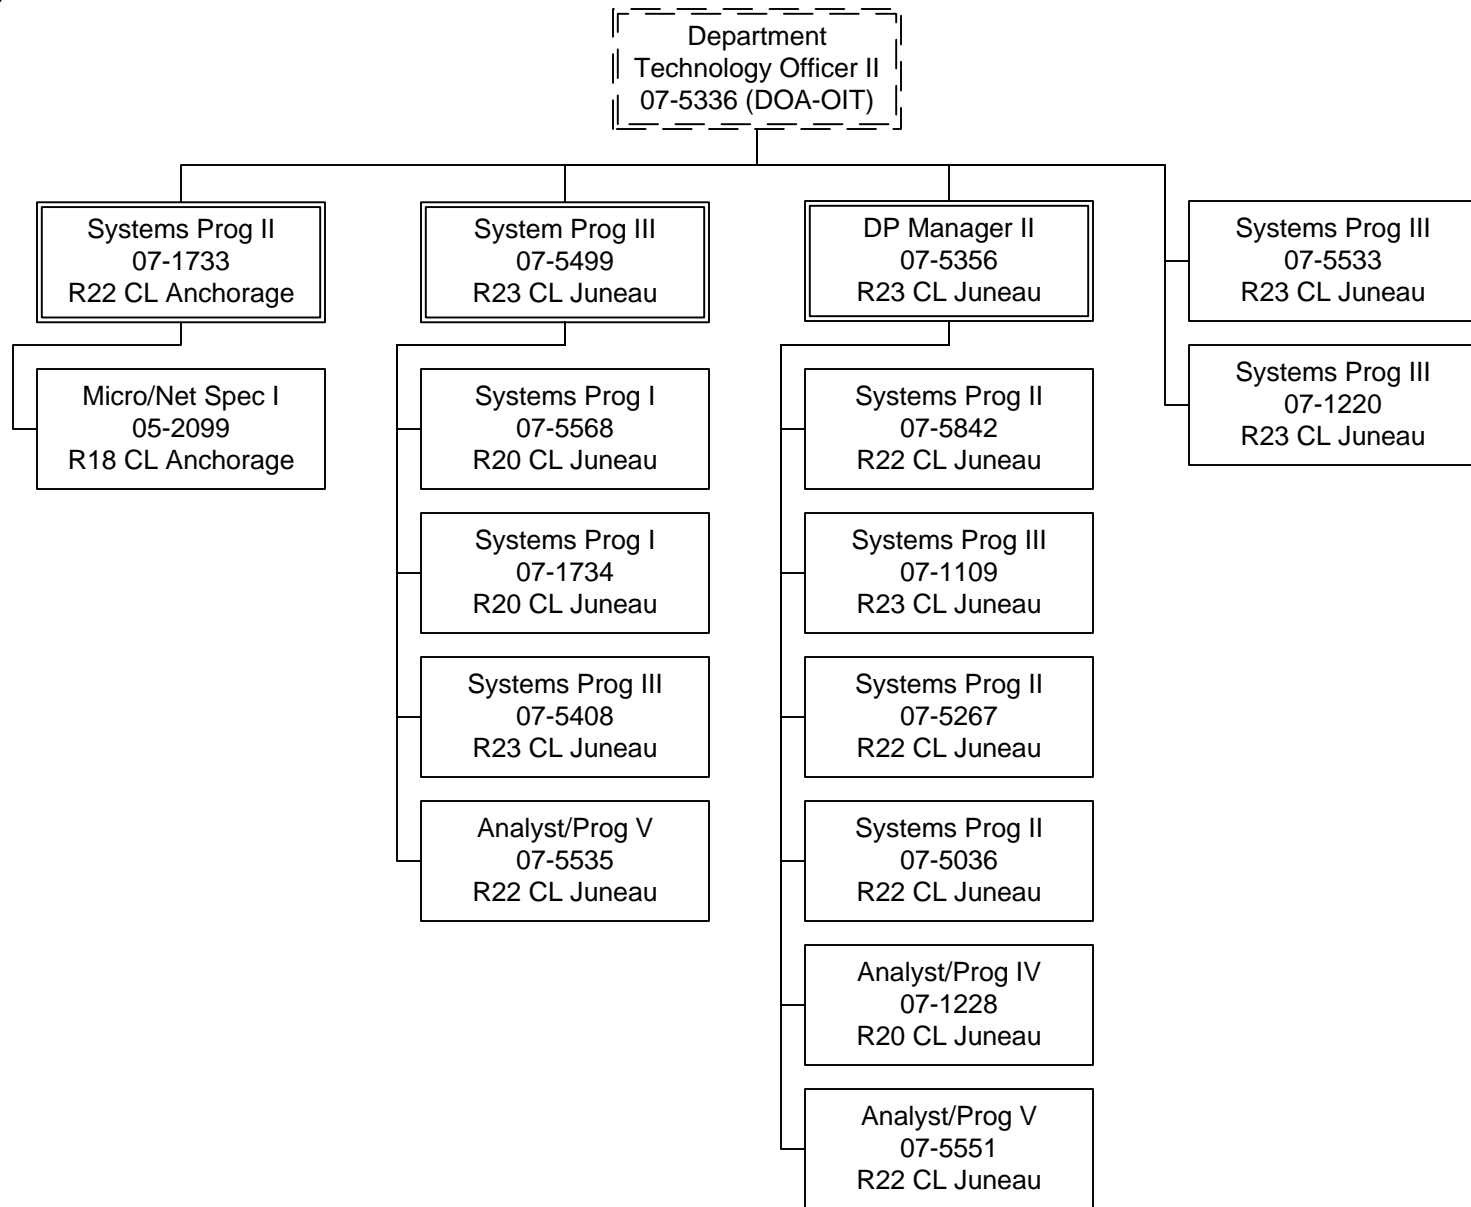 Department
Technology Officer II
07-5336 (DOA-OIT)
Systems Prog II
07-1733
R22 CL Anchorage
Micro/Net Spec I
05-2099
R18 CL Anchorage
System Prog III
07-5499
R23 CL Juneau
Systems Prog I
07-5568
R20 CL Juneau
Systems Prog I
07-1734
R20 CL Juneau
Systems Prog III
07-5408
R23 CL Juneau
Analyst/Prog V
07-5535
R22 CL Juneau
DP Manager II
07-5356
R23 CL Juneau
Systems Prog II
07-5842
R22 CL Juneau
Systems Prog III
07-1109
R23 CL Juneau
Systems Prog II
07-5267
R22 CL Juneau
Systems Prog II
07-5036
R22 CL Juneau
Analyst/Prog IV
07-1228
R20 CL Juneau
Analyst/Prog V
07-5551
R22 CL Juneau
Systems Prog III
07-5533
R23 CL Juneau
Systems Prog III
07-1220
R23 CL Juneau